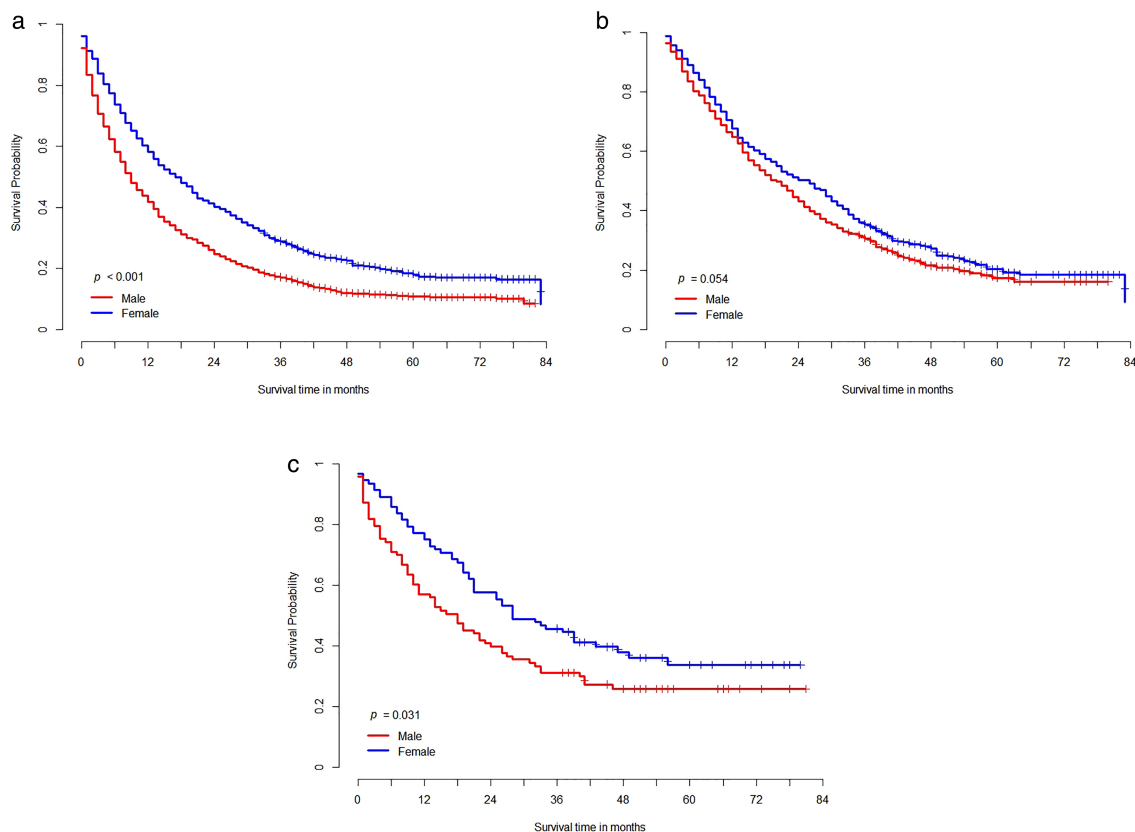 a
Survival Probability
1
0.8
0.6
0.4
0.2
0
p < 0.001
Male
Female
0 12 24 36 48 60 72 84
Survival time in months
b
Survival Probability
1
0.8
0.6
0.4
0.2
0
p = 0.054
Male
Female
0 12 24 36 48 60 72 84
Survival time in months
c
Survival Probability
1
0.8
0.6
0.4
0.2
0
p = 0.031
Male
Female
0 12 24 36 48 60 72 84
Survival time in months